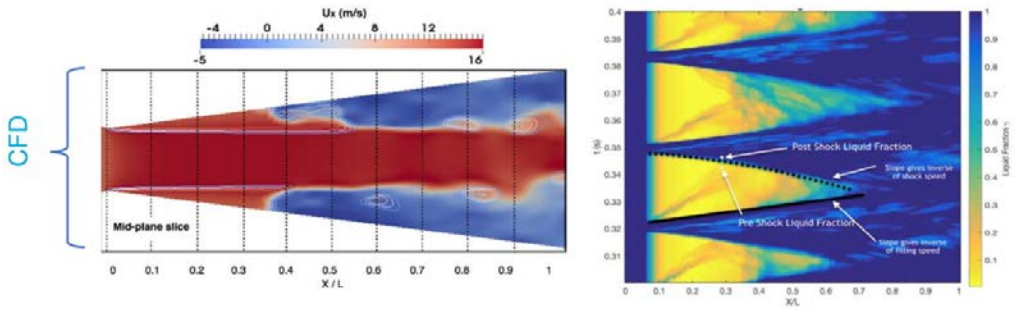 CFD
Uₓ (m/s)
-4 0 4 8 12
-5 16
Mid-plane slice
0 0.1 0.2 0.3 0.4 0.5 0.6 0.7 0.8 0.9 1
X / L
0.4
0.39
0.38
0.37
0.36
0.35
0.34
0.33
0.32
0.31
t (s)
Post Shock Liquid Fraction
Slope gives inverse
of shock speed
Pre Shock Liquid Fraction
Slope gives inverse
of filling speed
0 0.1 0.2 0.3 0.4 0.5 0.6 0.7 0.8 0.9 1
X/L
1
0.9
0.8
0.7
0.6
0.5
0.4
0.3
0.2
0.1
Liquid Fraction